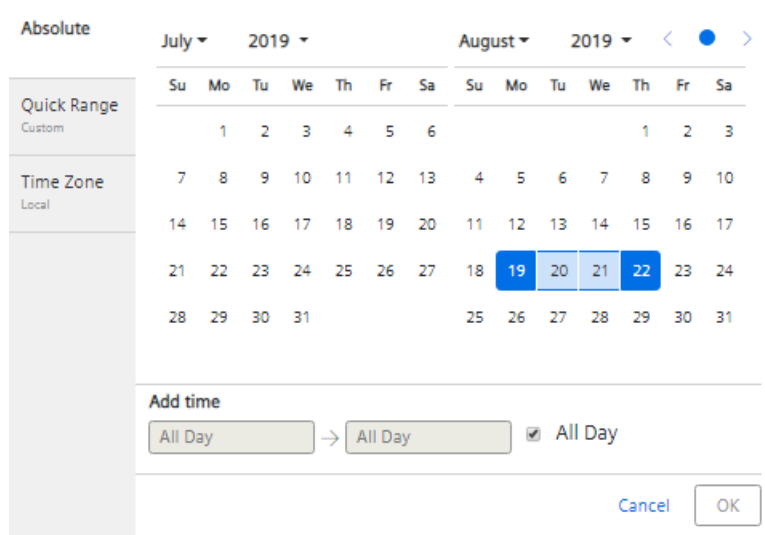 Absolute
Quick Range
Custom
Time Zone
Local
July 2019
Su Mo Tu We Th Fr Sa
1 2 3 4 5 6
7 8 9 10 11 12 13
14 15 16 17 18 19 20
21 22 23 24 25 26 27
28 29 30 31
August 2019
Su Mo Tu We Th Fr Sa
1 2 3
4 5 6 7 8 9 10
11 12 13 14 15 16 17
18 19 20 21 22 23 24
25 26 27 28 29 30 31
Add time
All Day → All Day All Day
Cancel OK